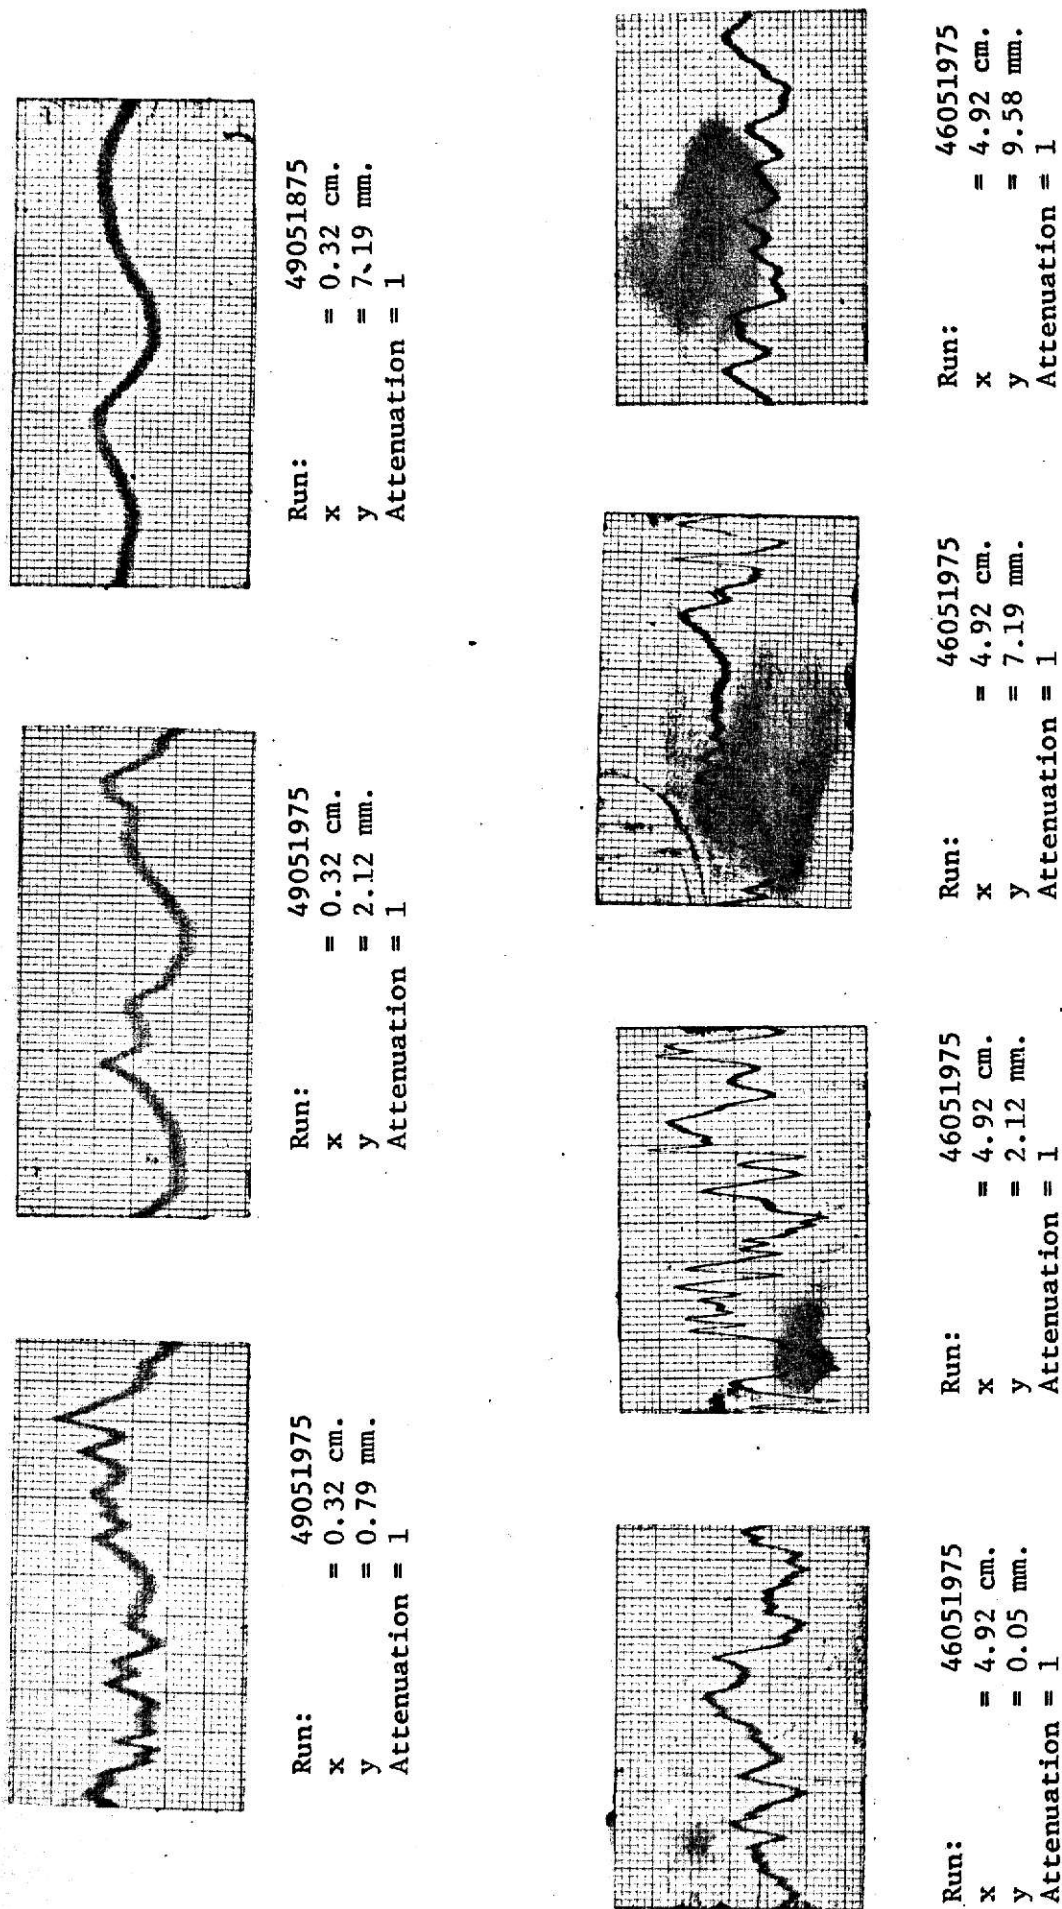 Run: 49051975
x = 0.32 cm.
y = 0.79 mm.
Attenuation = 1
Run: 49051975
x = 0.32 cm.
y = 2.12 mm.
Attenuation = 1
Run: 49051875
x = 0.32 cm.
y = 7.19 mm.
Attenuation = 1
Run: 46051975
x = 4.92 cm.
y = 0.05 mm.
Attenuation = 1
Run: 46051975
x = 4.92 cm.
y = 2.12 mm.
Attenuation = 1
Run: 46051975
x = 4.92 cm.
y = 7.19 mm.
Attenuation = 1
Run: 46051975
x = 4.92 cm.
y = 9.58 mm.
Attenuation = 1